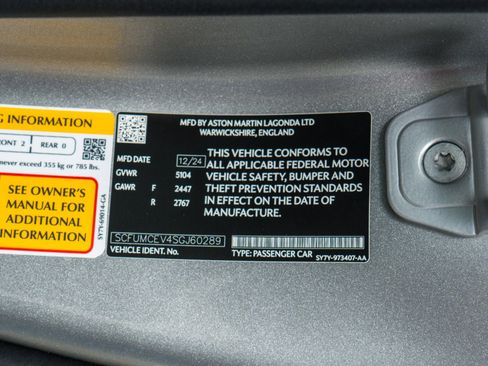 G INFORMATION
ONT 2
REAR 0
never exceed 355 kg or 785 lbs.
SEE OWNER'S
MANUAL FOR
ADDITIONAL
INFORMATION
SY7Y-69014-GA
MFD BY ASTON MARTIN LAGONDA LTD
WARWICKSHIRE, ENGLAND
MFD DATE 12/24
GVWR 5104
GAWR F 2447
R 2767
THIS VEHICLE CONFORMS TO
ALL APPLICABLE FEDERAL MOTOR
VEHICLE SAFETY, BUMPER AND
THEFT PREVENTION STANDARDS
IN EFFECT ON THE DATE OF
MANUFACTURE.
SCFUMCEV4SGJ60289
VEHICLE IDENT. No.
TYPE: PASSENGER CAR
SY7Y-973407-AA